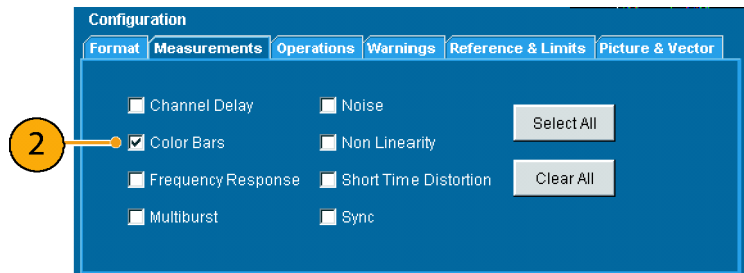 Configuration
Format Measurements Operations Warnings Reference & Limits Picture & Vector
Channel Delay Noise
Select All
2 Color Bars Non Linearity
Frequency Response Short Time Distortion Clear All
Multiburst Sync